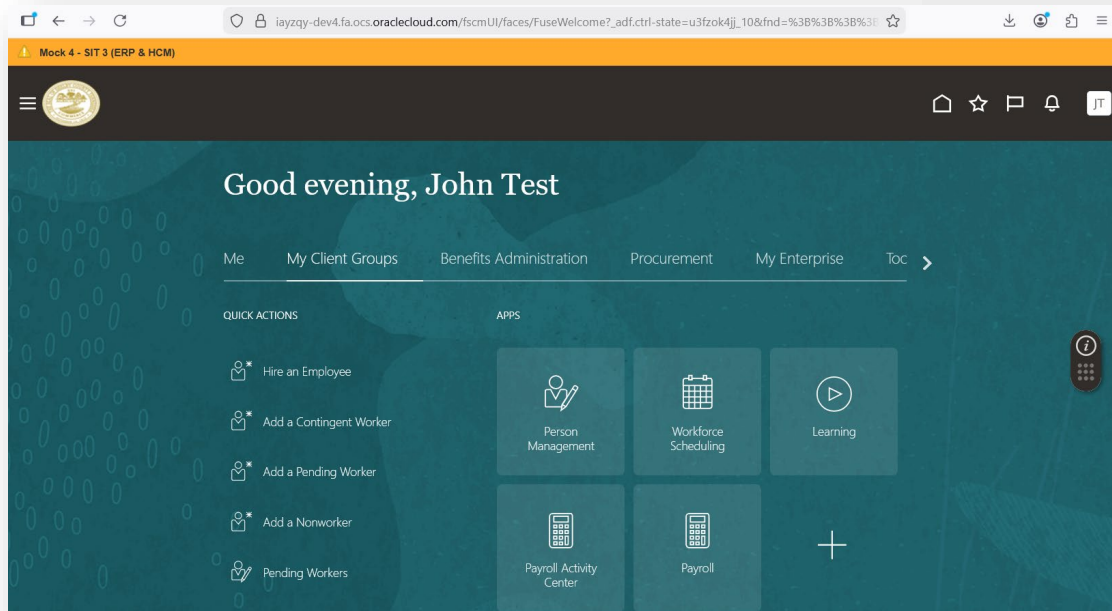 iayzqy-dev4.fa.ocs.oraclecloud.com/fscmUI/faces/FuseWelcome?_adf.ctrl-state=u3fzok4jj_10&fnd=%3B%3B%3B%3B
Mock 4 - SIT 3 (ERP & HCM)
JT
Good evening, John Test
Me My Client Groups Benefits Administration Procurement My Enterprise Toc
QUICK ACTIONS APPS
Hire an Employee
Add a Contingent Worker
Person Workforce Learning
Management Scheduling
Add a Pending Worker
Add a Nonworker
Pending Workers
Payroll Activity Payroll
Center